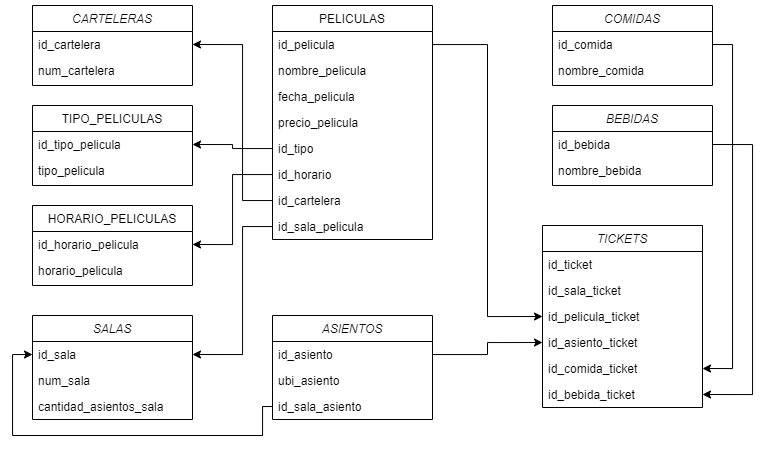 CARTELERAS
id_cartelera
num_cartelera
TIPO_PELICULAS
id_tipo_pelicula
tipo_pelicula
HORARIO_PELICULAS
id_horario_pelicula
horario_pelicula
SALAS
id_sala
num_sala
cantidad_asientos_sala
PELICULAS
id_pelicula
nombre_pelicula
fecha_pelicula
precio_pelicula
id_tipo
id_horario
id_cartelera
id_sala_pelicula
ASIENTOS
id_asiento
ubi_asiento
id_sala_asiento
COMIDAS
id_comida
nombre_comida
BEBIDAS
id_bebida
nombre_bebida
TICKETS
id_ticket
id_sala_ticket
id_pelicula_ticket
id_asiento_ticket
id_comida_ticket
id_bebida_ticket